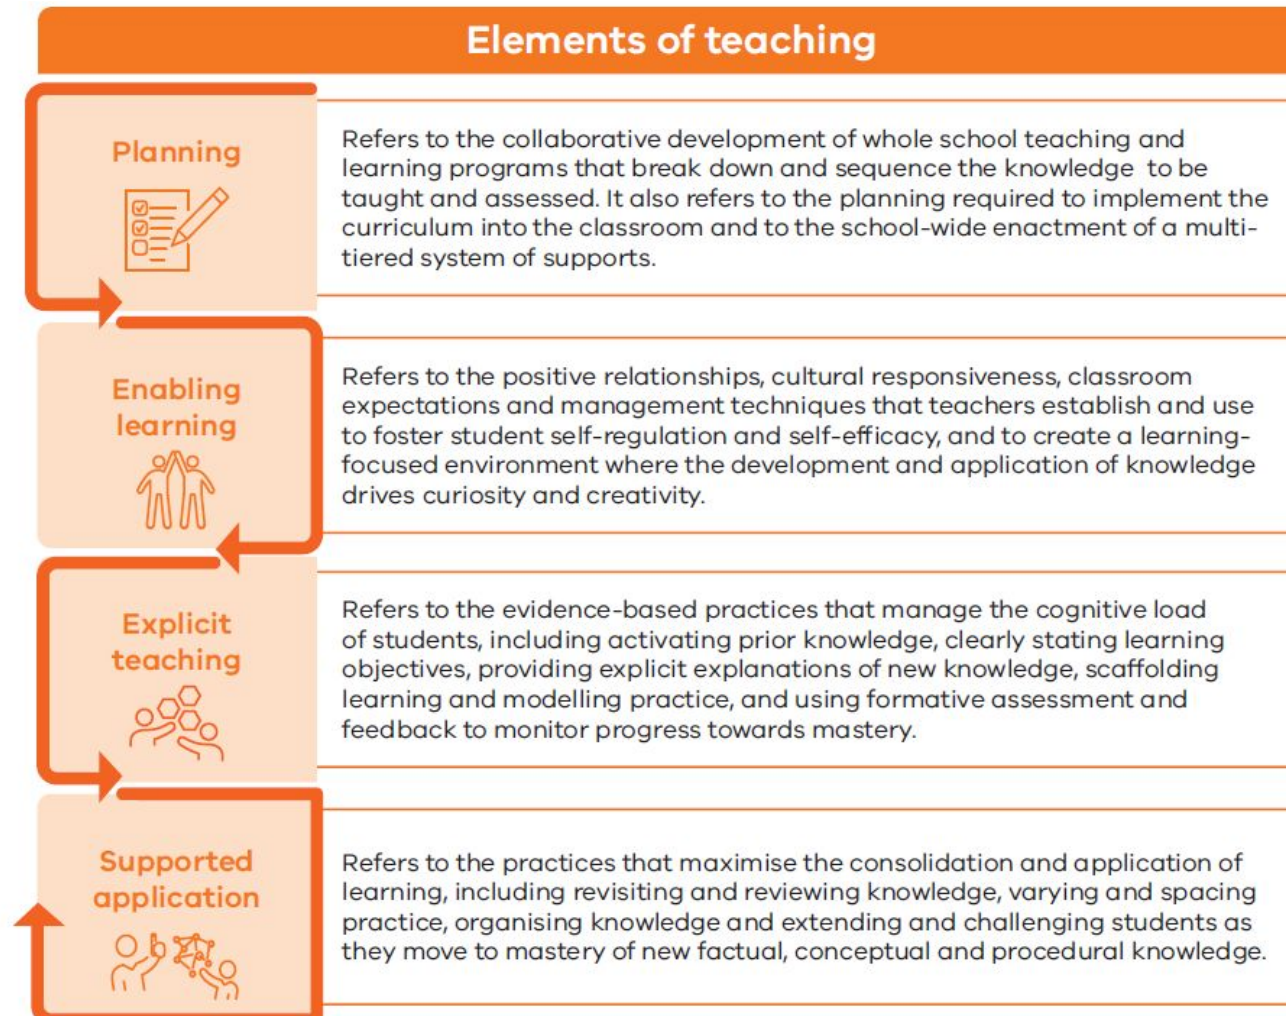 Elements of teaching
Planning
Refers to the collaborative development of whole school teaching and
learning programs that break down and sequence the knowledge to be
taught and assessed. It also refers to the planning required to implement the
curriculum into the classroom and to the school-wide enactment of a multi-
tiered system of supports.
Enabling
learning
Refers to the positive relationships, cultural responsiveness, classroom
expectations and management techniques that teachers establish and use
to foster student self-regulation and self-efficacy, and to create a learning-
focused environment where the development and application of knowledge
drives curiosity and creativity.
Explicit
teaching
Refers to the evidence-based practices that manage the cognitive load
of students, including activating prior knowledge, clearly stating learning
objectives, providing explicit explanations of new knowledge, scaffolding
learning and modelling practice, and using formative assessment and
feedback to monitor progress towards mastery.
Supported
application
Refers to the practices that maximise the consolidation and application of
learning, including revisiting and reviewing knowledge, varying and spacing
practice, organising knowledge and extending and challenging students as
they move to mastery of new factual, conceptual and procedural knowledge.